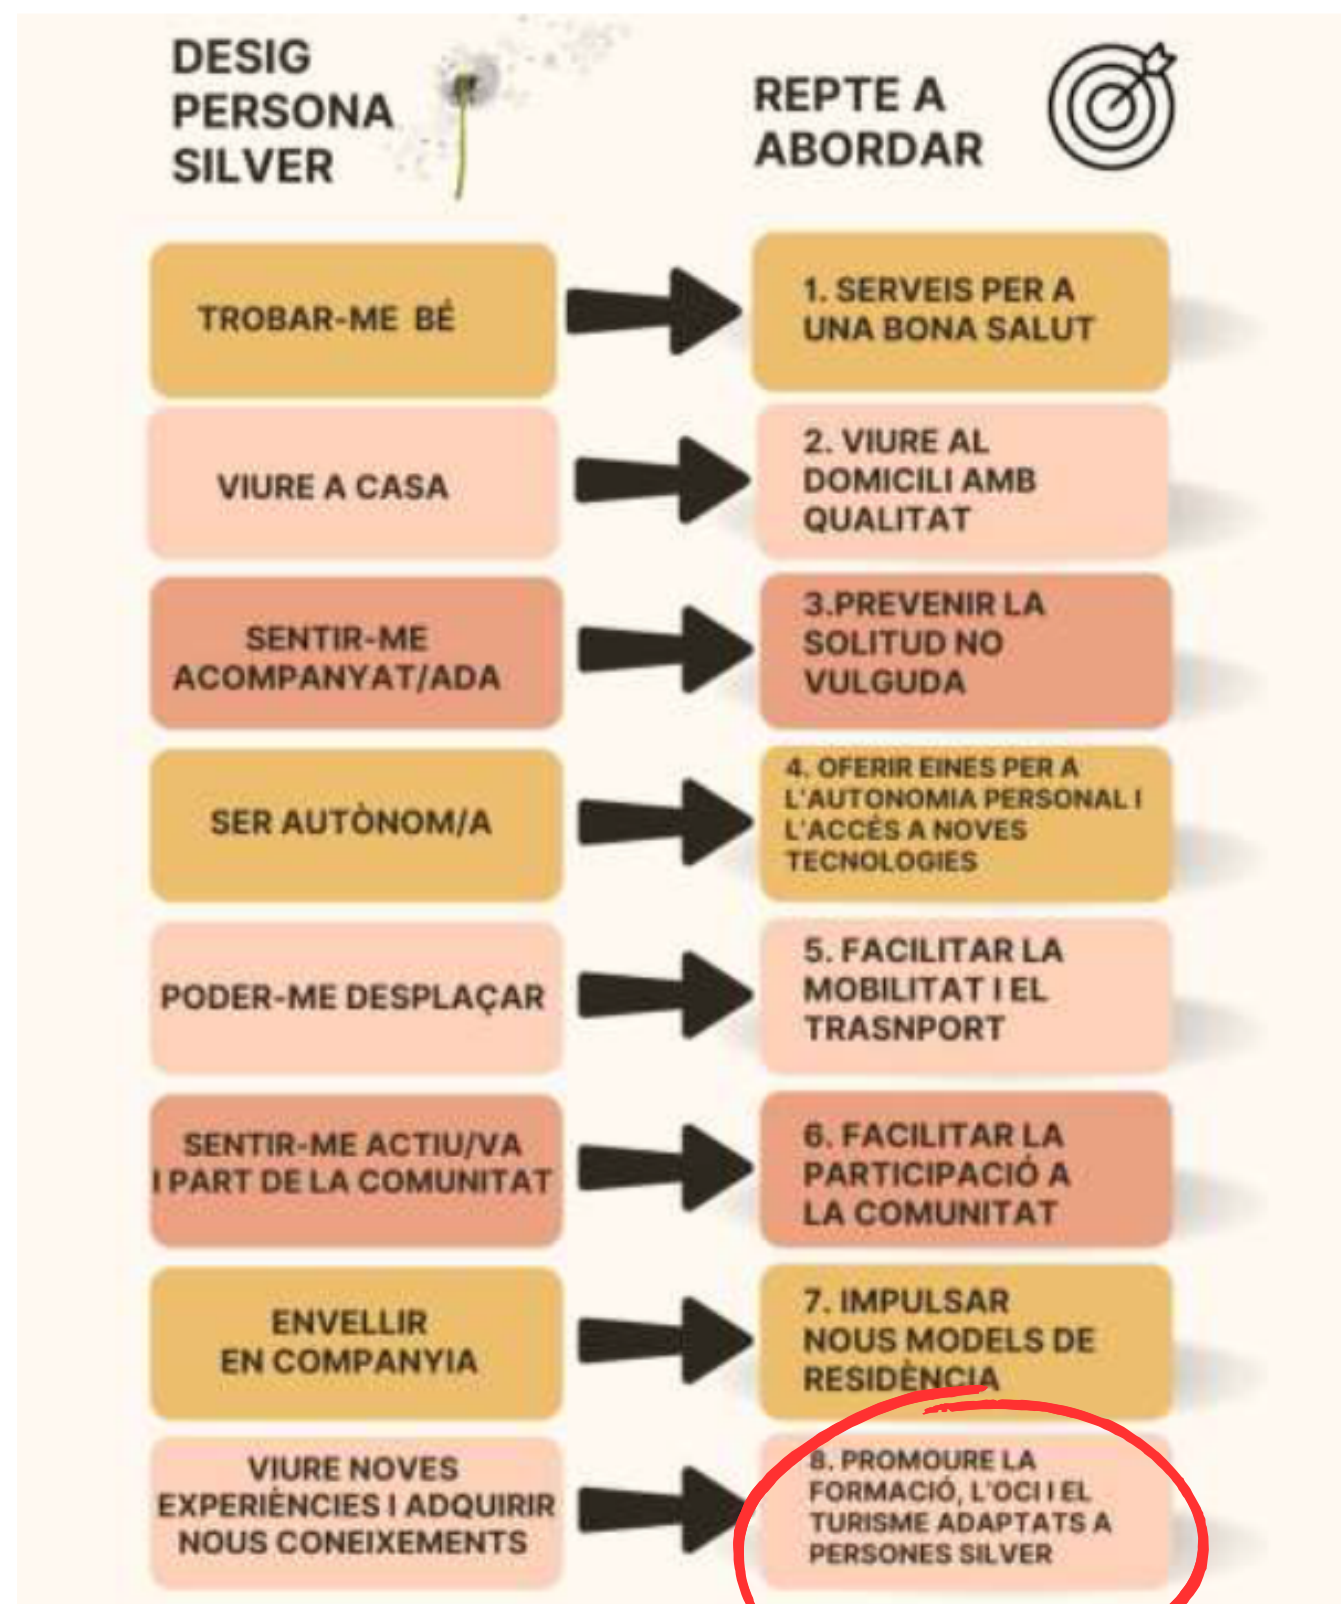 DESIG
PERSONA
SILVER
REPTE A
ABORDAR
TROBAR-ME BÉ
1. SERVEIS PER A
UNA BONA SALUT
VIURE A CASA
2. VIURE AL
DOMICILI AMB
QUALITAT
SENTIR-ME
ACOMPANYAT/ADA
3.PREVENIR LA
SOLITUD NO
VULGUDA
SER AUTÒNOM/A
4. OFERIR EINES PER A
L'AUTONOMIA PERSONAL I
L'ACCÉS A NOVES
TECNOLOGIES
PODER-ME DESPLAÇAR
5. FACILITAR LA
MOBILITAT I EL
TRASNPORT
SENTIR-ME ACTIU/VA
I PART DE LA COMUNITAT
6. FACILITAR LA
PARTICIPACIÓ A
LA COMUNITAT
ENVELLIR
EN COMPANYIA
7. IMPULSAR
NOUS MODELS DE
RESIDÈNCIA
VIURE NOVES
EXPERIÈNCIES I ADQUIRIR
NOUS CONEIXEMENTS
8. PROMOURE LA
FORMACIÓ, L'OCI I EL
TURISME ADAPTATS A
PERSONES SILVER